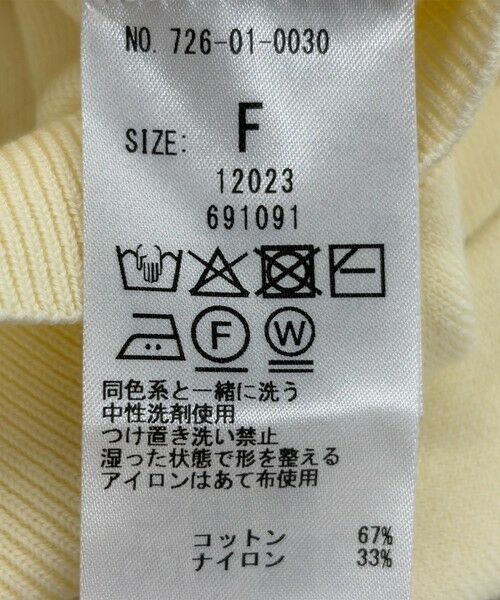 NO. 726-01-0030
SIZE: F
12023
691091
F W
同色系と一緒に洗う
中性洗剤使用
つけ置き洗い禁止
湿った状態で形を整える
アイロンはあて布使用
コットン 67%
ナイロン 33%